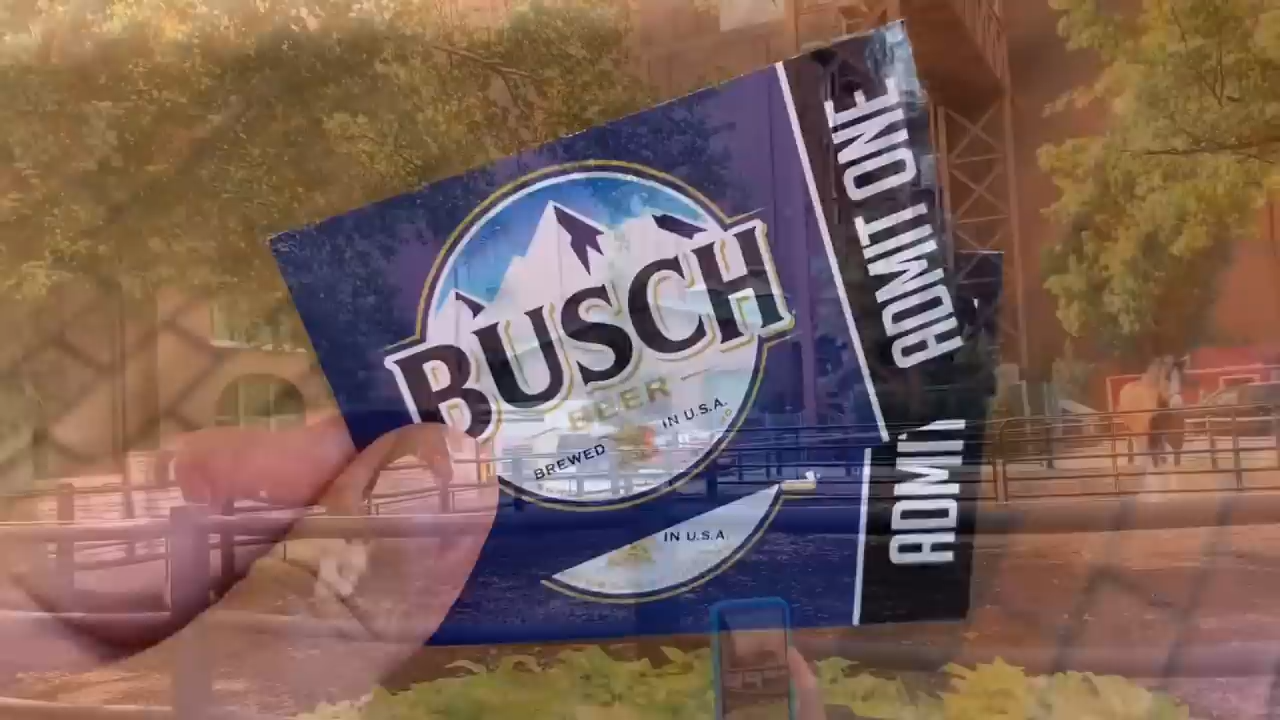 BUSCH
BEER
BREWED IN U.S.A.
ADMIT ONE
IN U.S.A.
ADMIT